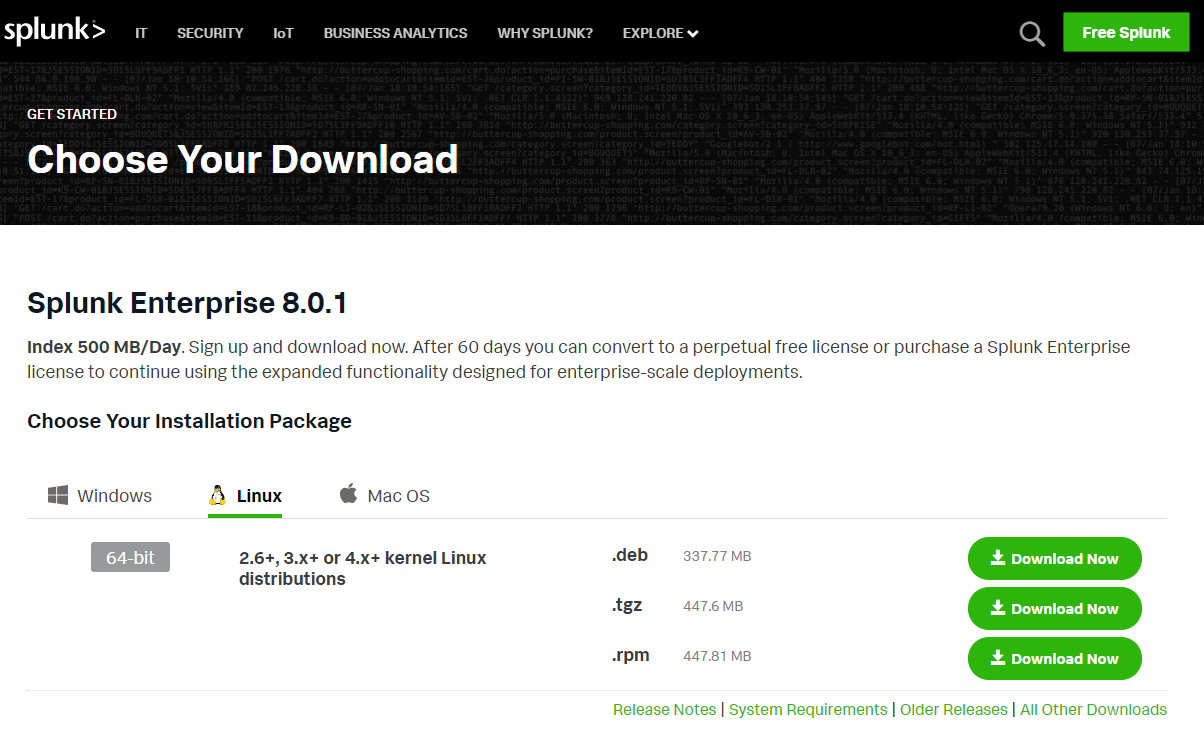 splunk> IT SECURITY IoT BUSINESS ANALYTICS WHY SPLUNK? EXPLORE Free Splunk
GET STARTED
Choose Your Download
Splunk Enterprise 8.0.1
Index 500 MB/Day. Sign up and download now. After 60 days you can convert to a perpetual free license or purchase a Splunk Enterprise
license to continue using the expanded functionality designed for enterprise-scale deployments.
Choose Your Installation Package
Windows Linux Mac OS
64-bit 2.6+, 3.x+ or 4.x+ kernel Linux
distributions
.deb 337.77 MB Download Now
.tgz 447.6 MB Download Now
.rpm 447.81 MB Download Now
Release Notes | System Requirements | Older Releases | All Other Downloads